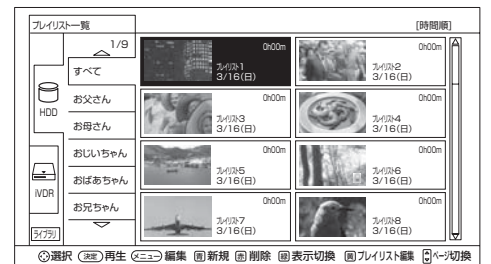 プレイリスト一覧 [時間順]
1/9
すべて
お父さん
お母さん
おじいちゃん
おばあちゃん
お兄ちゃん
HDD
iVDR
ライブラリ
0h00m
プレイリスト1
3/16(日)
0h00m
プレイリスト2
3/16(日)
0h00m
プレイリスト3
3/16(日)
0h00m
プレイリスト4
3/16(日)
0h00m
プレイリスト5
3/16(日)
0h00m
プレイリスト6
3/16(日)
0h00m
プレイリスト7
3/16(日)
0h00m
プレイリスト8
3/16(日)
選択 決定 再生 メニュー 編集 青 新規 赤 削除 緑 表示切換 黄 プレイリスト編集 ページ切換